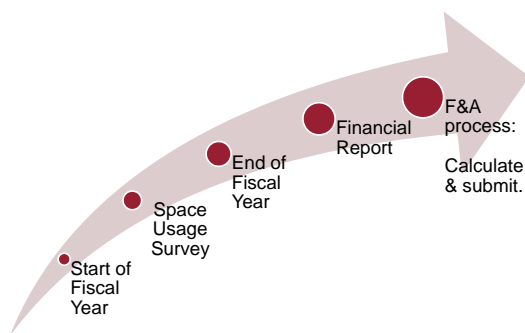 Start of
Fiscal
Year
Space
Usage
Survey
End of
Fiscal
Year
Financial
Report
F&A
process:
Calculate
& submit.